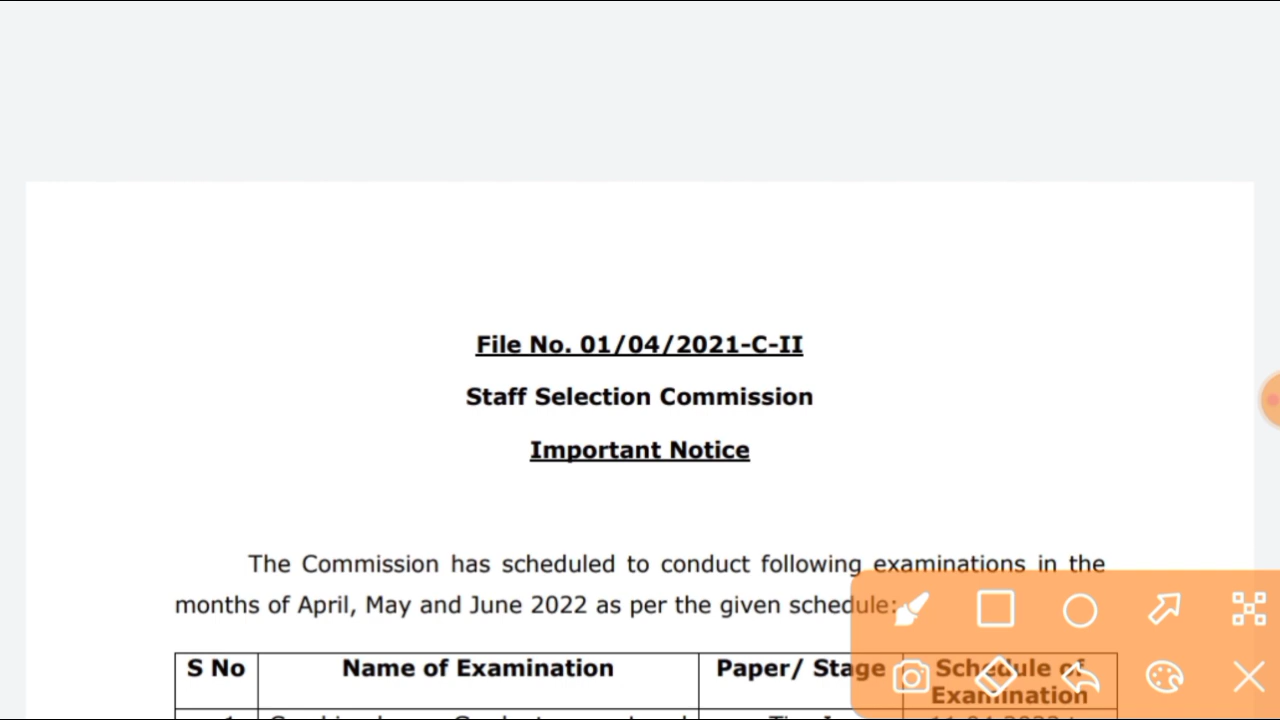 File No. 01/04/2021-C-II
Staff Selection Commission
Important Notice
The Commission has scheduled to conduct following examinations in the
months of April, May and June 2022 as per the given schedule:
S No Name of Examination Paper/ Stage Schedule of
Examination